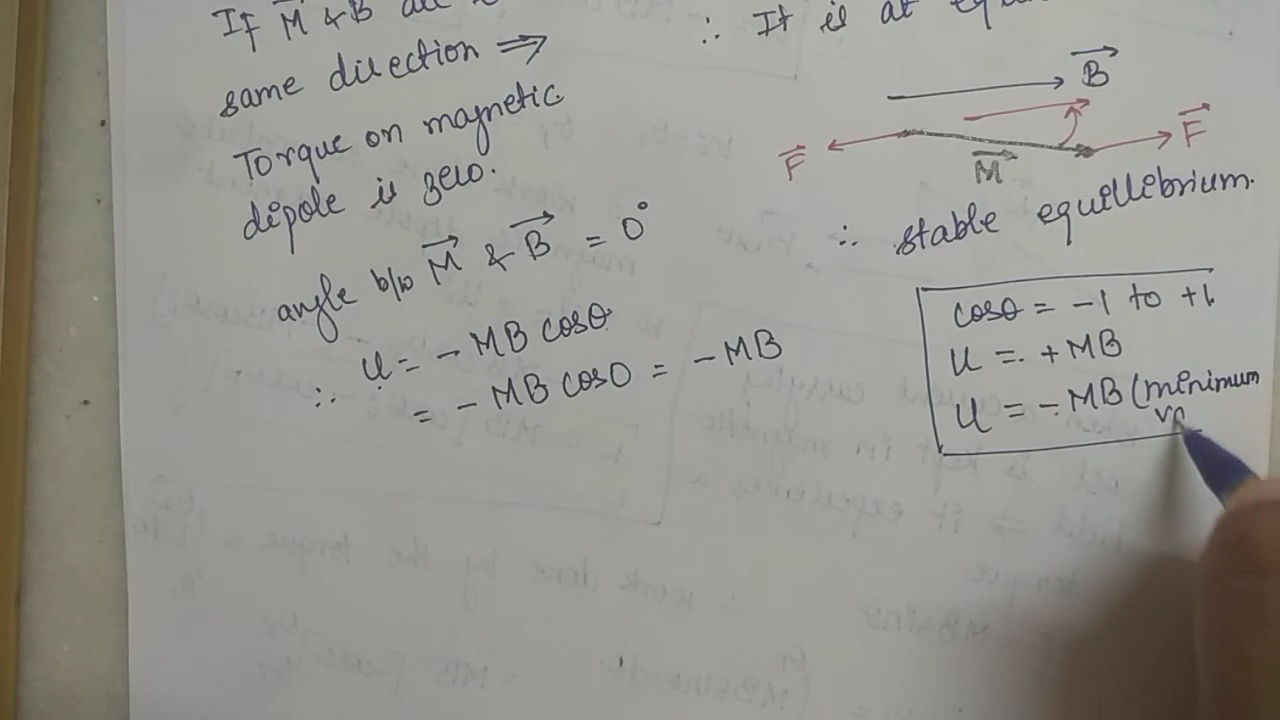 If M⃗ & B⃗
same direction ⇒
Torque on magnetic
dipole is zero.
angle b/w M⃗ & B⃗ = 0°
∴ U = - MB cosθ
= - MB cos0 = - MB
∴ It is at
B⃗
F⃗
F⃗
M⃗
∴ stable equillibrium.
cosθ = -1 to +1.
U = +MB
U = - MB (minimum